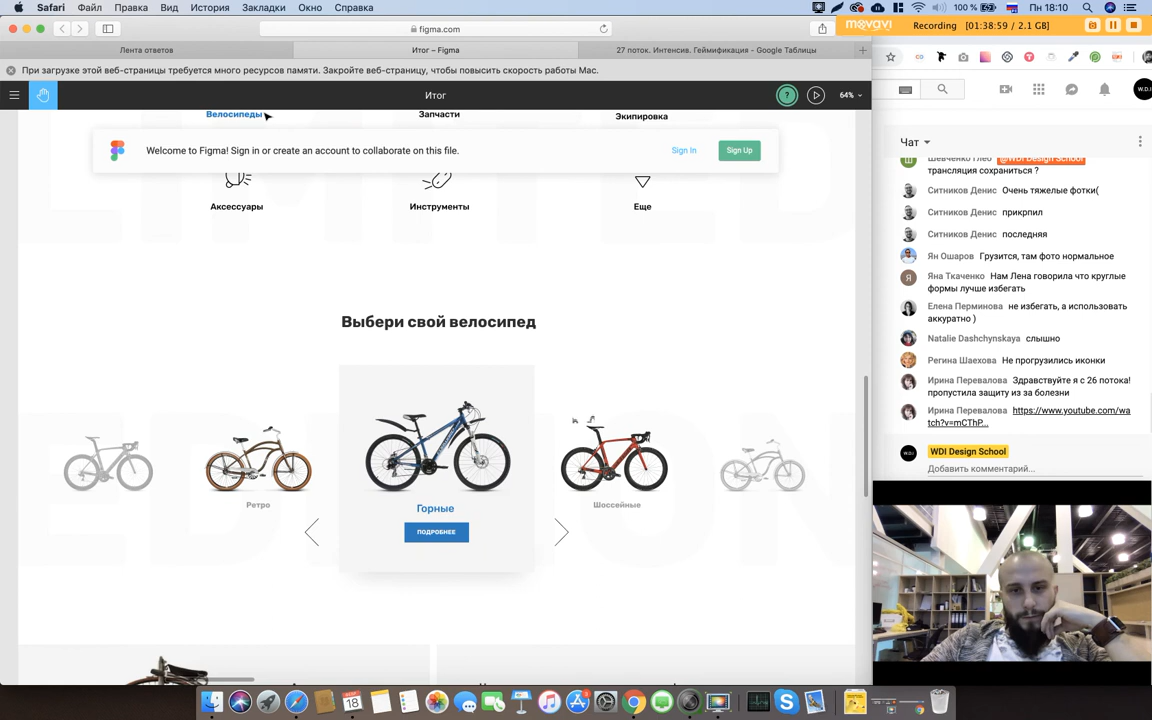 Safari Файл Правка Вид История Закладки Окно Справка
100 % Пн 18:10
movavi Recording [ 01:38:59 / 2.1 GB ]
figma.com
Лента ответов Итог – Figma 27 поток. Интенсив. Геймификация - Google Таблицы
При загрузке этой веб-страницы требуется много ресурсов памяти. Закройте веб-страницу, чтобы повысить скорость работы Mac.
Итог ? 64%
Велосипеды Запчасти Экипировка
Welcome to Figma! Sign in or create an account to collaborate on this file. Sign In Sign Up
Аксессуары Инструменты Еще
LIMITED
Выбери свой велосипед
EDITION
Ретро
Горные
Шоссейные
ПОДРОБНЕЕ
W.D.I
Чат
Шевченко Глеб @WDI Design School
трансляция сохраниться ?
Ситников Денис Очень тяжелые фотки(
Ситников Денис прикрпил
Ситников Денис последняя
Ян Ошаров Грузится, там фото нормальное
Я Яна Ткаченко Нам Лена говорила что круглые
формы лучше избегать
Елена Перминова не избегать, а использовать
аккуратно )
Natalie Dashchynskaya слышно
Регина Шаехова Не прогрузились иконки
Ирина Перевалова Здравствуйте я с 26 потока!
пропустила защиту из за болезни
Ирина Перевалова https://www.youtube.com/wa
tch?v=mCThP...
W.D.I WDI Design School
Добавить комментарий...
18